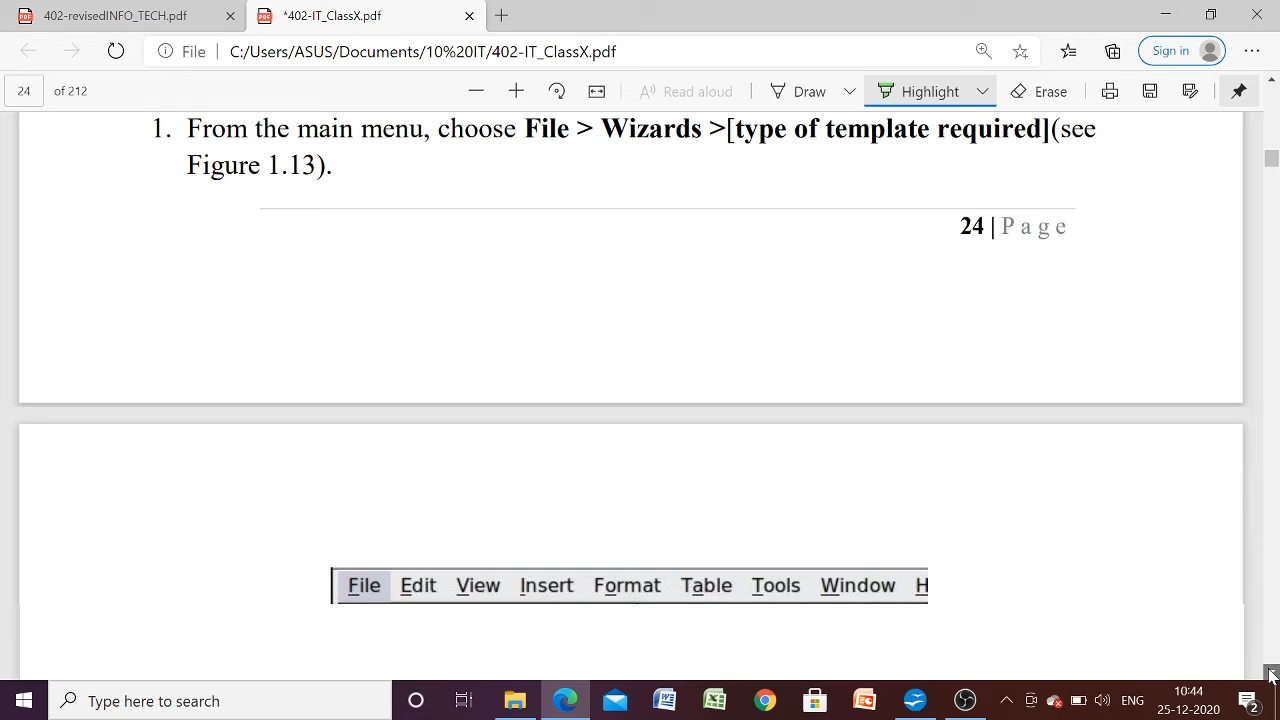 402-revisedINFO_TECH.pdf
*402-IT_ClassX.pdf
File
C:/Users/ASUS/Documents/10%20IT/402-IT_ClassX.pdf
Sign in
24 of 212
Read aloud
Draw
Highlight
Erase
1. From the main menu, choose File > Wizards >[type of template required](see
Figure 1.13).
24 | P a g e
File Edit View Insert Format Table Tools Window H
Type here to search
ENG
10:44
25-12-2020
2